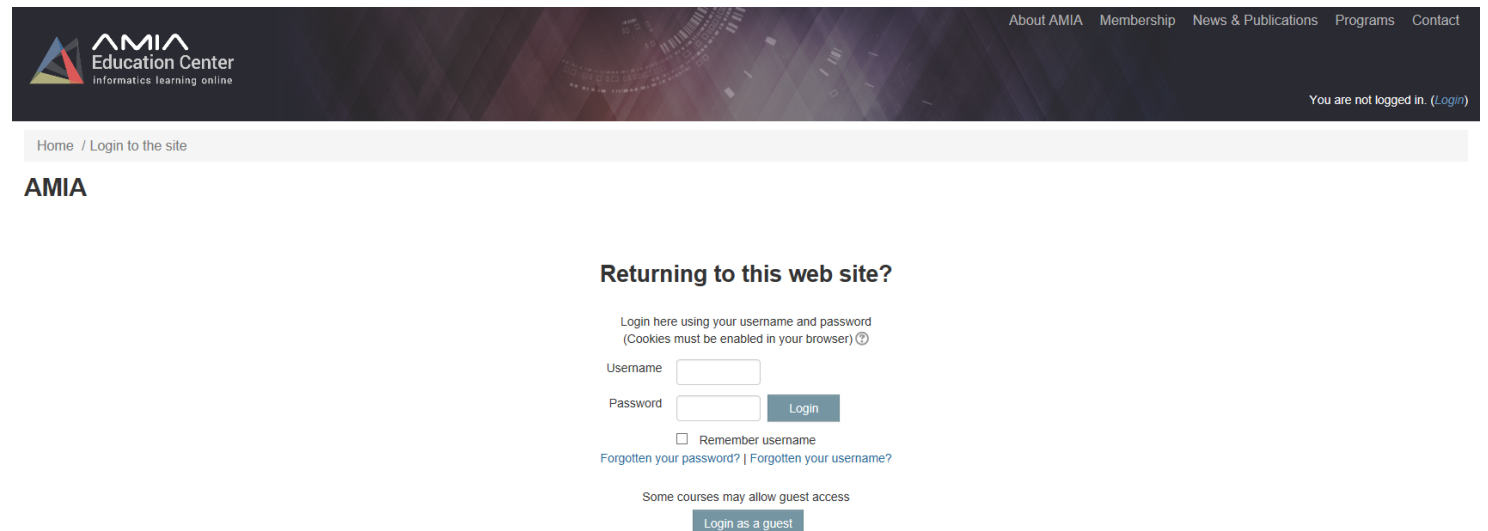 About AMIA Membership News & Publications Programs Contact
AMIA
Education Center
informatics learning online
You are not logged in. (Login)
Home / Login to the site
AMIA
Returning to this web site?
Login here using your username and password
(Cookies must be enabled in your browser) ?
Username
Password Login
Remember username
Forgotten your password? | Forgotten your username?
Some courses may allow guest access
Login as a guest